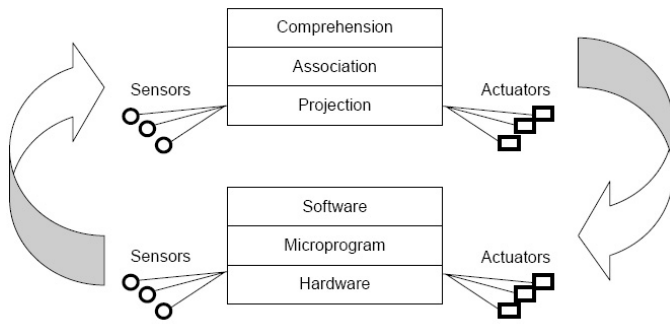 Comprehension
Association
Projection
Sensors
Actuators
Software
Microprogram
Hardware
Sensors
Actuators